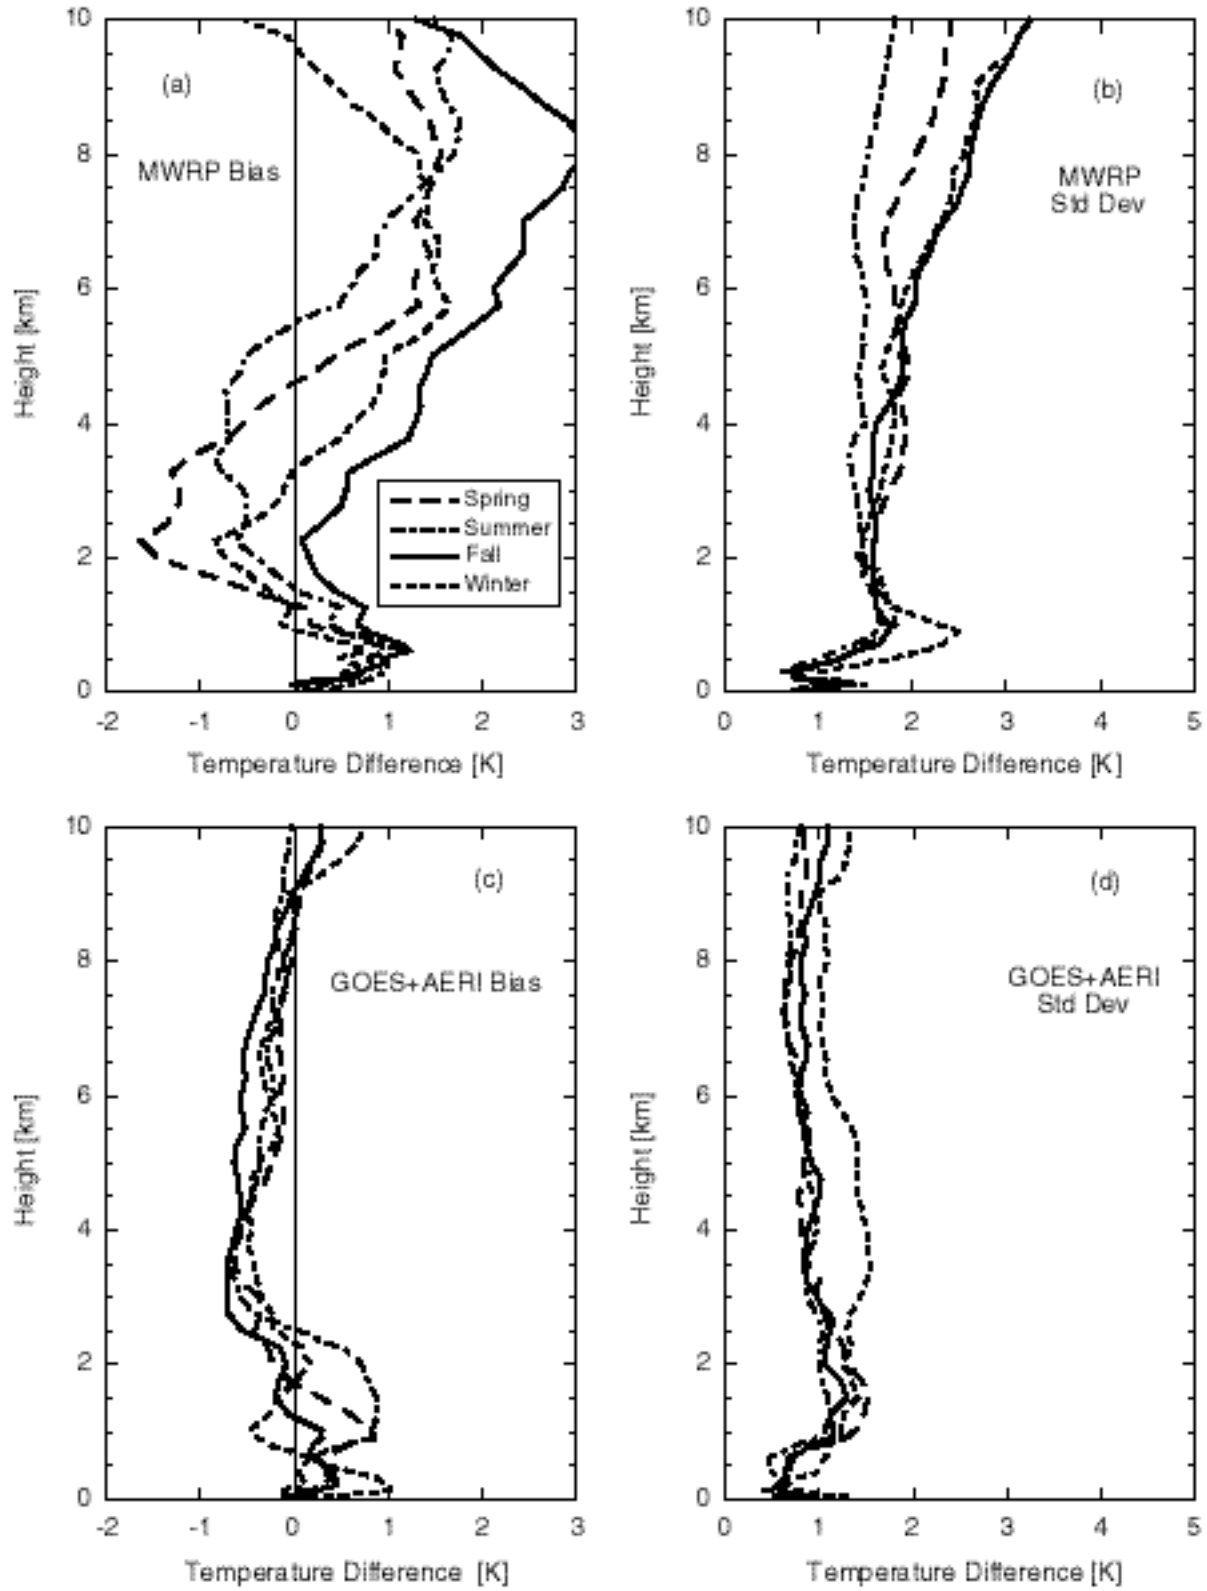 10
8
6
4
2
0
Height [km]
(a)
MWRP Bias
Spring
Summer
Fall
Winter
-2 -1 0 1 2 3
Temperature Difference [K]
10
8
6
4
2
0
Height [km]
(b)
MWRP
Std Dev
0 1 2 3 4 5
Temperature Difference [K]
10
8
6
4
2
0
Height [km]
(c)
GOES+AERI Bias
-2 -1 0 1 2 3
Temperature Difference [K]
10
8
6
4
2
0
Height [km]
(d)
GOES+AERI
Std Dev
0 1 2 3 4 5
Temperature Difference [K]